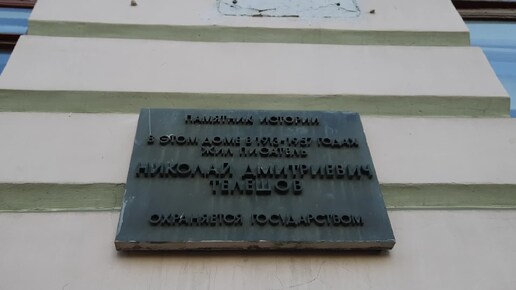 ПАМЯТНИК ИСТОРИИ
В ЭТОМ ДОМЕ В 1913-1957 ГОДАХ
ЖИЛ ПИСАТЕЛЬ
НИКОЛАЙ ДМИТРИЕВИЧ
ТЕЛЕШОВ
ОХРАНЯЕТСЯ ГОСУДАРСТВОМ